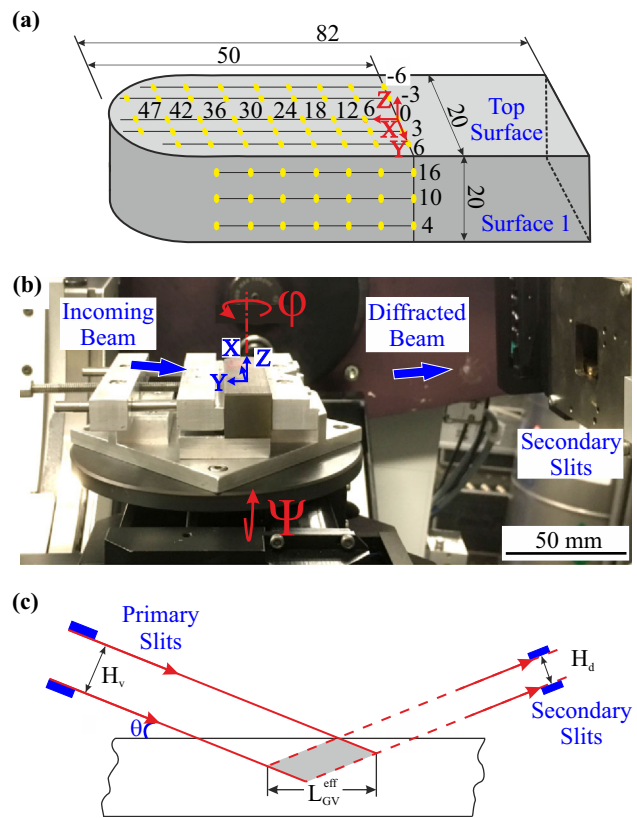 (a)
82
50
-6
-3
Z
47 42 36 30 24 18 12 6 0
X
3
Y
6
20
Top
Surface
16
10
20
4
Surface 1
(b)
Incoming
Beam
φ
Diffracted
Beam
X
Z
Y
Secondary
Slits
Ψ
50 mm
(c)
Primary
Slits
Hv
Hd
Secondary
Slits
θ
L GV eff